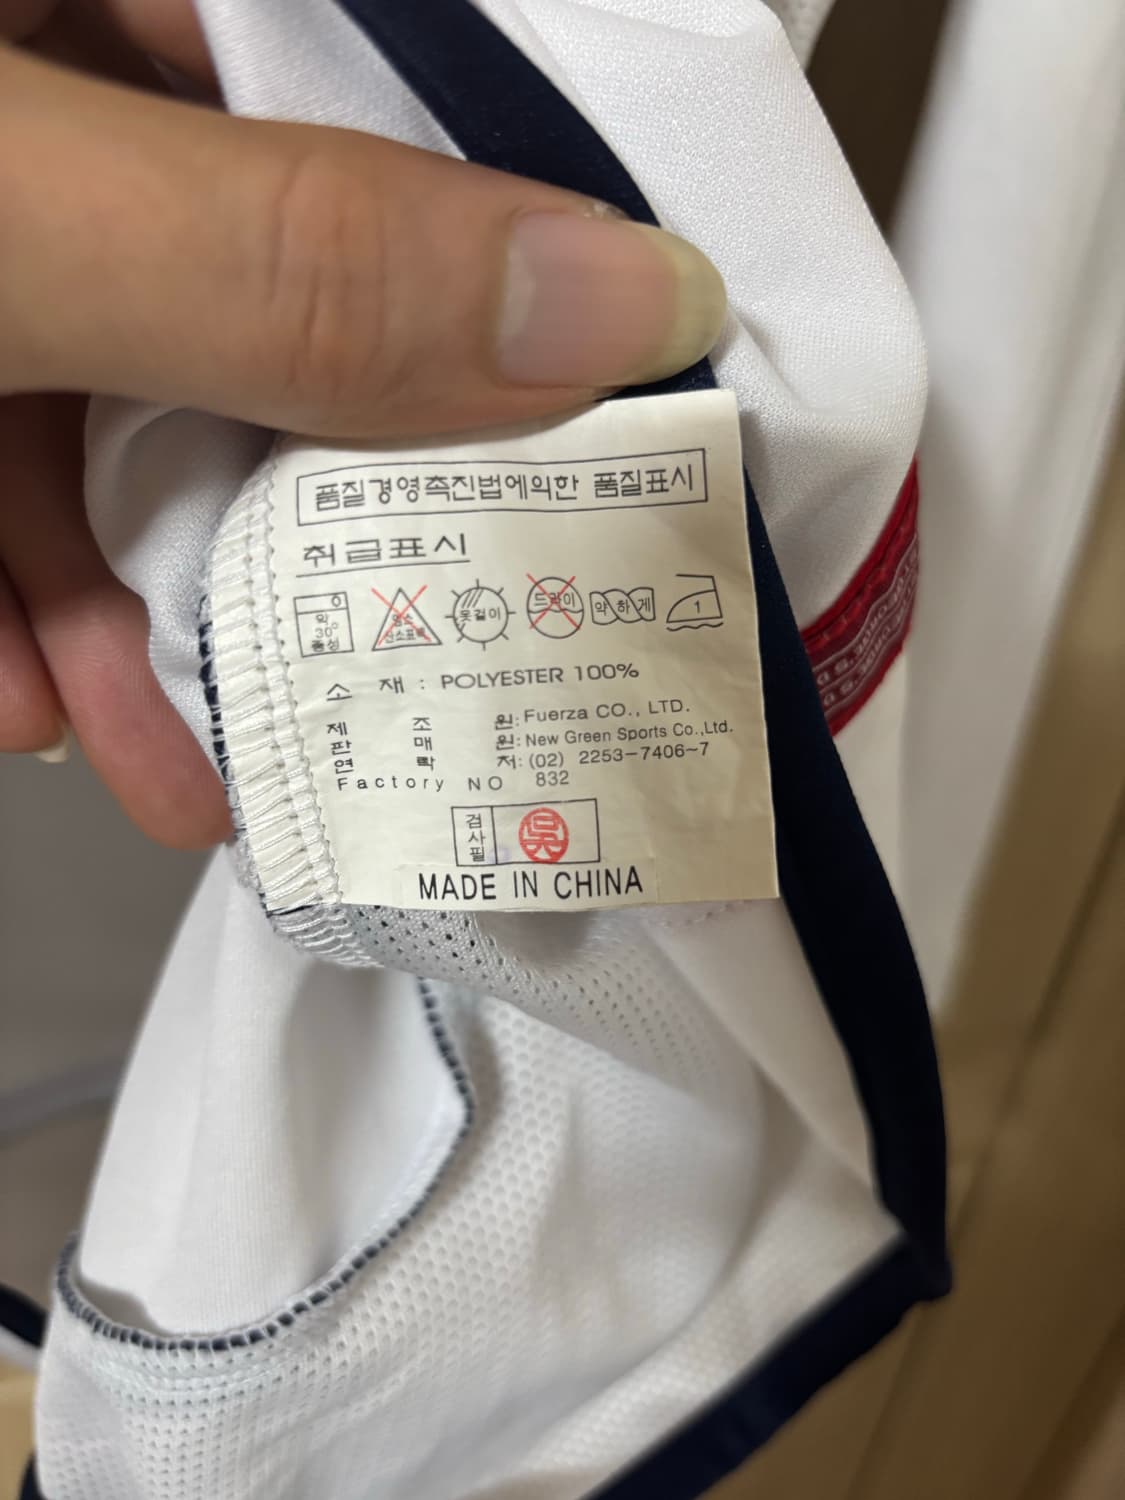 품질경영촉진법에의한 품질표시
취급표시
약 30° 중성
염소 산소표백
옷걸이
드라이
약하게
1
소 재 : POLYESTER 100%
제 조 원: Fuerza CO., LTD.
판 매 원: New Green Sports Co.,Ltd.
연 락 처: (02) 2253-7406~7
Factory NO 832
검사필
吳
MADE IN CHINA